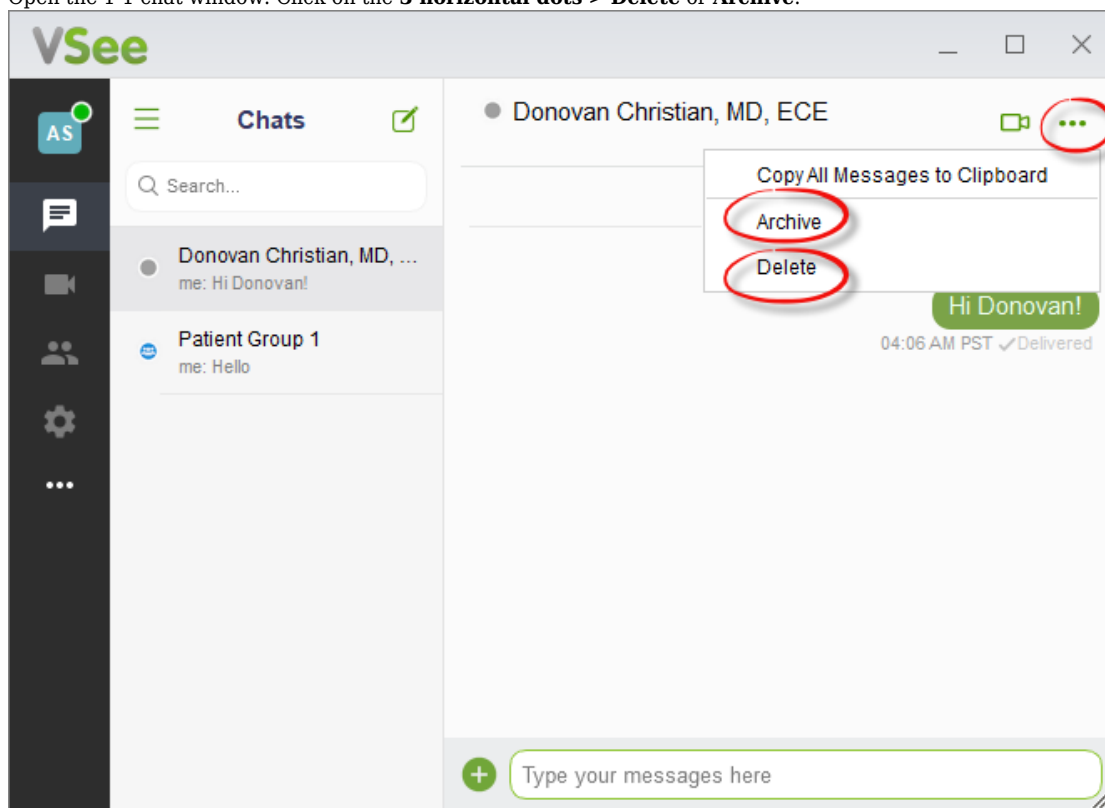 Open the 1-1 chat window. Click on the 3 horizontal dots > Delete or Archive.
VSee
AS
Chats
Search...
Donovan Christian, MD, ...
me: Hi Donovan!
Patient Group 1
me: Hello
Donovan Christian, MD, ECE
Copy All Messages to Clipboard
Archive
Delete
Hi Donovan!
04:06 AM PST ✓Delivered
Type your messages here